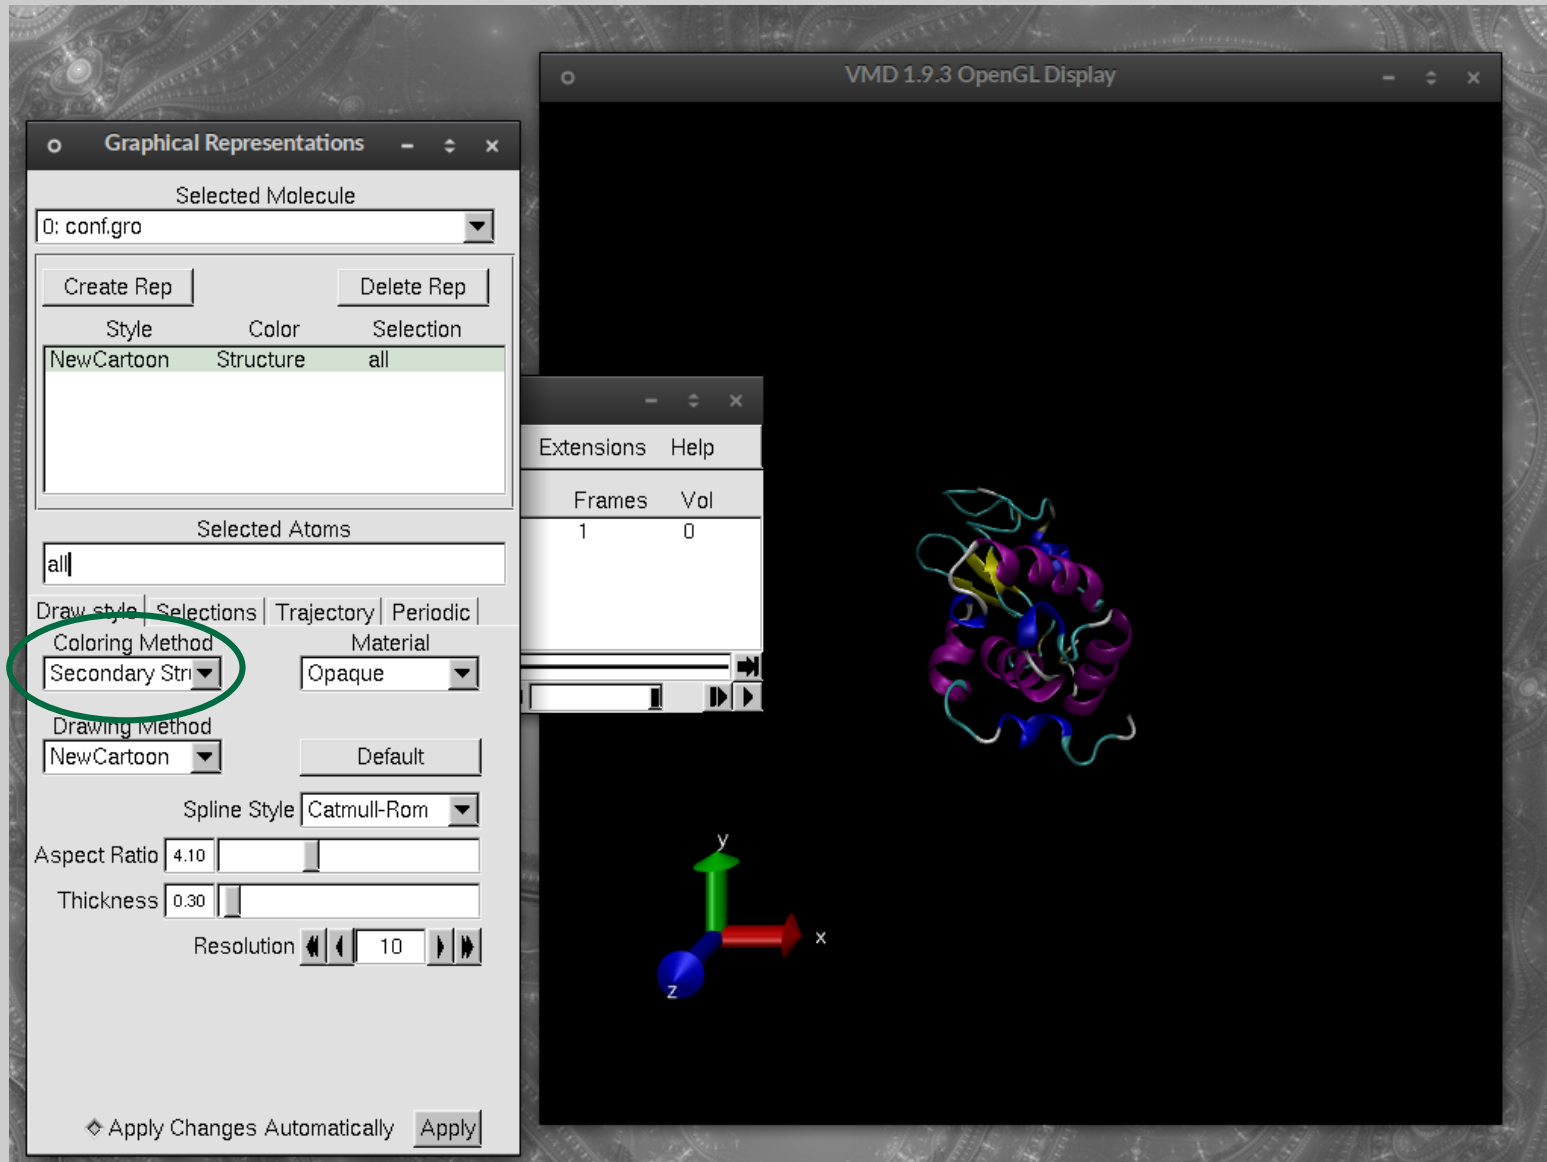 VMD 1.9.3 OpenGL Display
Graphical Representations
Selected Molecule
0: conf.gro
Create Rep Delete Rep
Style Color Selection
NewCartoon Structure all
Selected Atoms
all
Draw style Selections Trajectory Periodic
Coloring Method Material
Secondary Stru Opaque
Drawing Method
NewCartoon Default
Spline Style Catmull-Rom
Aspect Ratio 4.10
Thickness 0.30
Resolution 10
Apply Changes Automatically Apply
Extensions Help
Frames Vol
1 0
y
x
z